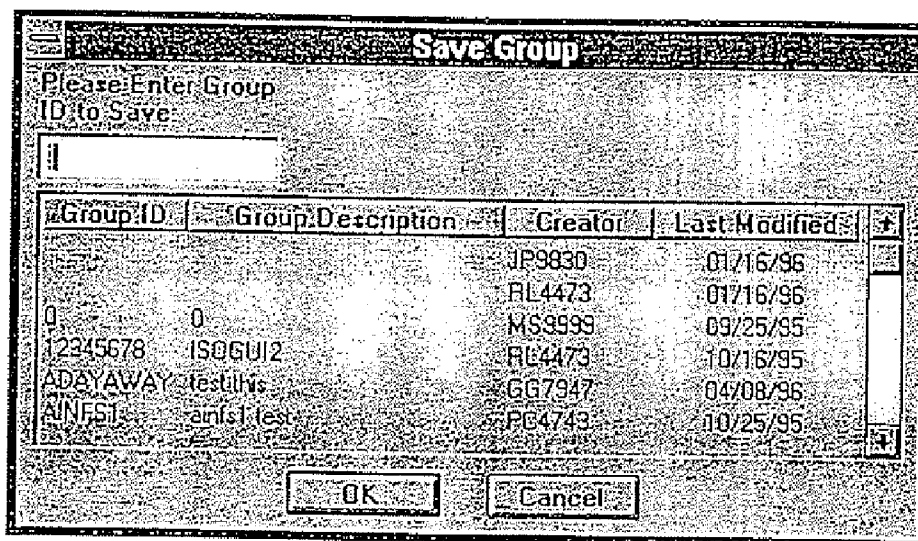 Save Group
Please Enter Group
ID to Save:
Group ID Group Description Creator Last Modified
JP9830 01/16/96
RL4473 01/16/96
0 0 MS9999 09/25/95
12345678 ISOGUI2 RL4473 10/16/95
ADAYAWAY testithis GG7947 04/08/96
AINFS1 ainfs1 test PC4743 10/25/95
OK Cancel